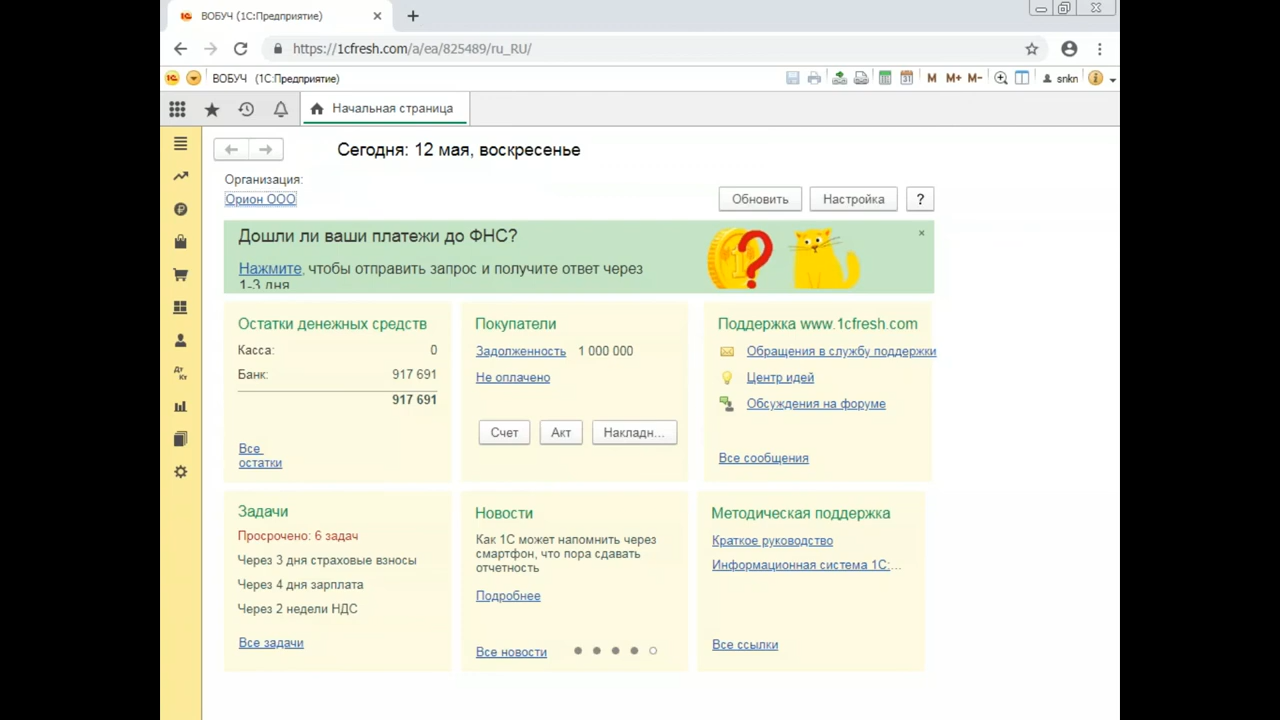 ВОБУЧ (1С:Предприятие)
https://1cfresh.com/a/ea/825489/ru_RU/
ВОБУЧ (1С:Предприятие)
M M+ M- snkn
Начальная страница
Сегодня: 12 мая, воскресенье
Организация:
Орион ООО
Обновить Настройка ?
Дошли ли ваши платежи до ФНС?
Нажмите, чтобы отправить запрос и получите ответ через
1-3 дня
Остатки денежных средств
Касса: 0
Банк: 917 691
917 691
Все
остатки
Покупатели
Задолженность 1 000 000
Не оплачено
Счет Акт Накладн...
Поддержка www.1cfresh.com
Обращения в службу поддержки
Центр идей
Обсуждения на форуме
Все сообщения
Задачи
Просрочено: 6 задач
Через 3 дня страховые взносы
Через 4 дня зарплата
Через 2 недели НДС
Все задачи
Новости
Как 1С может напомнить через
смартфон, что пора сдавать
отчетность
Подробнее
Все новости
Методическая поддержка
Краткое руководство
Информационная система 1С:...
Все ссылки